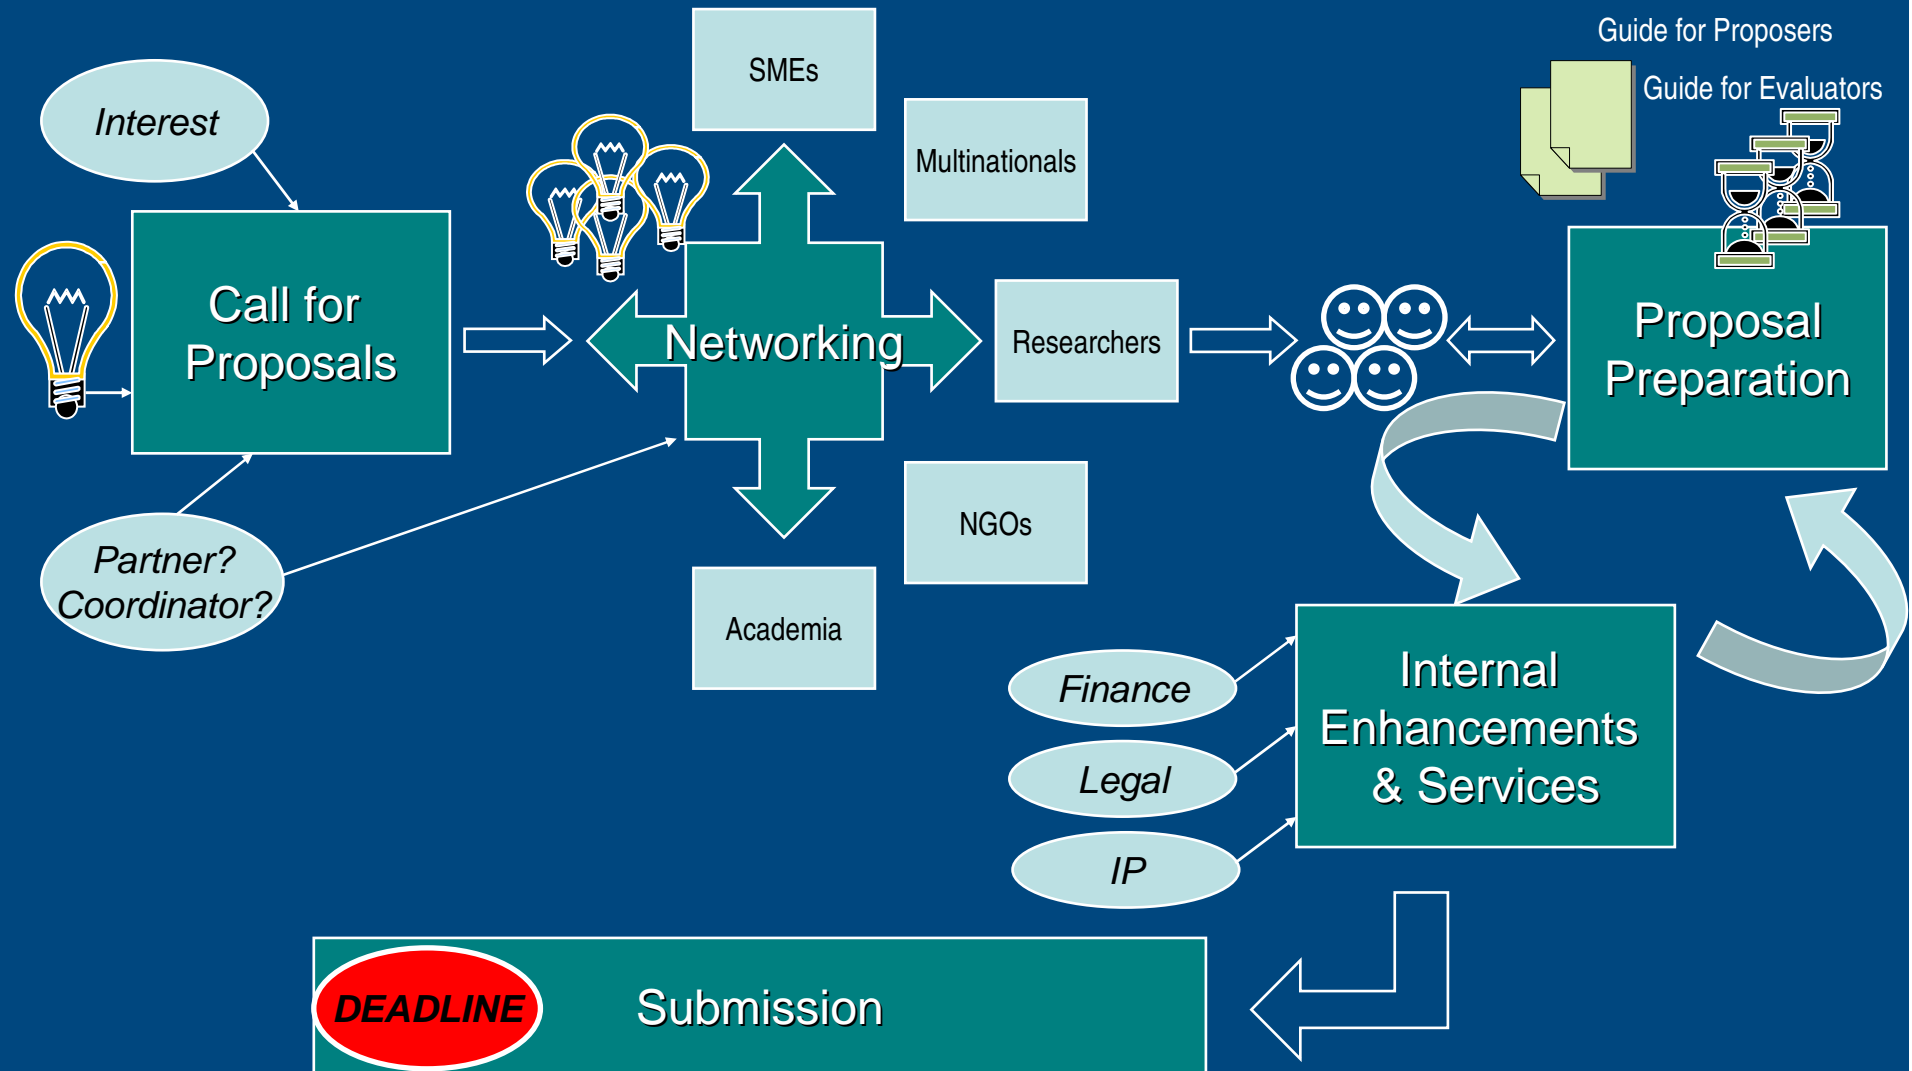 Guide for Proposers
Guide for Evaluators
Interest
SMEs
Multinationals
Call for
Proposals
Networking
Researchers
Proposal
Preparation
Partner?
Coordinator?
NGOs
Academia
Finance
Legal
IP
Internal
Enhancements
& Services
DEADLINE
Submission